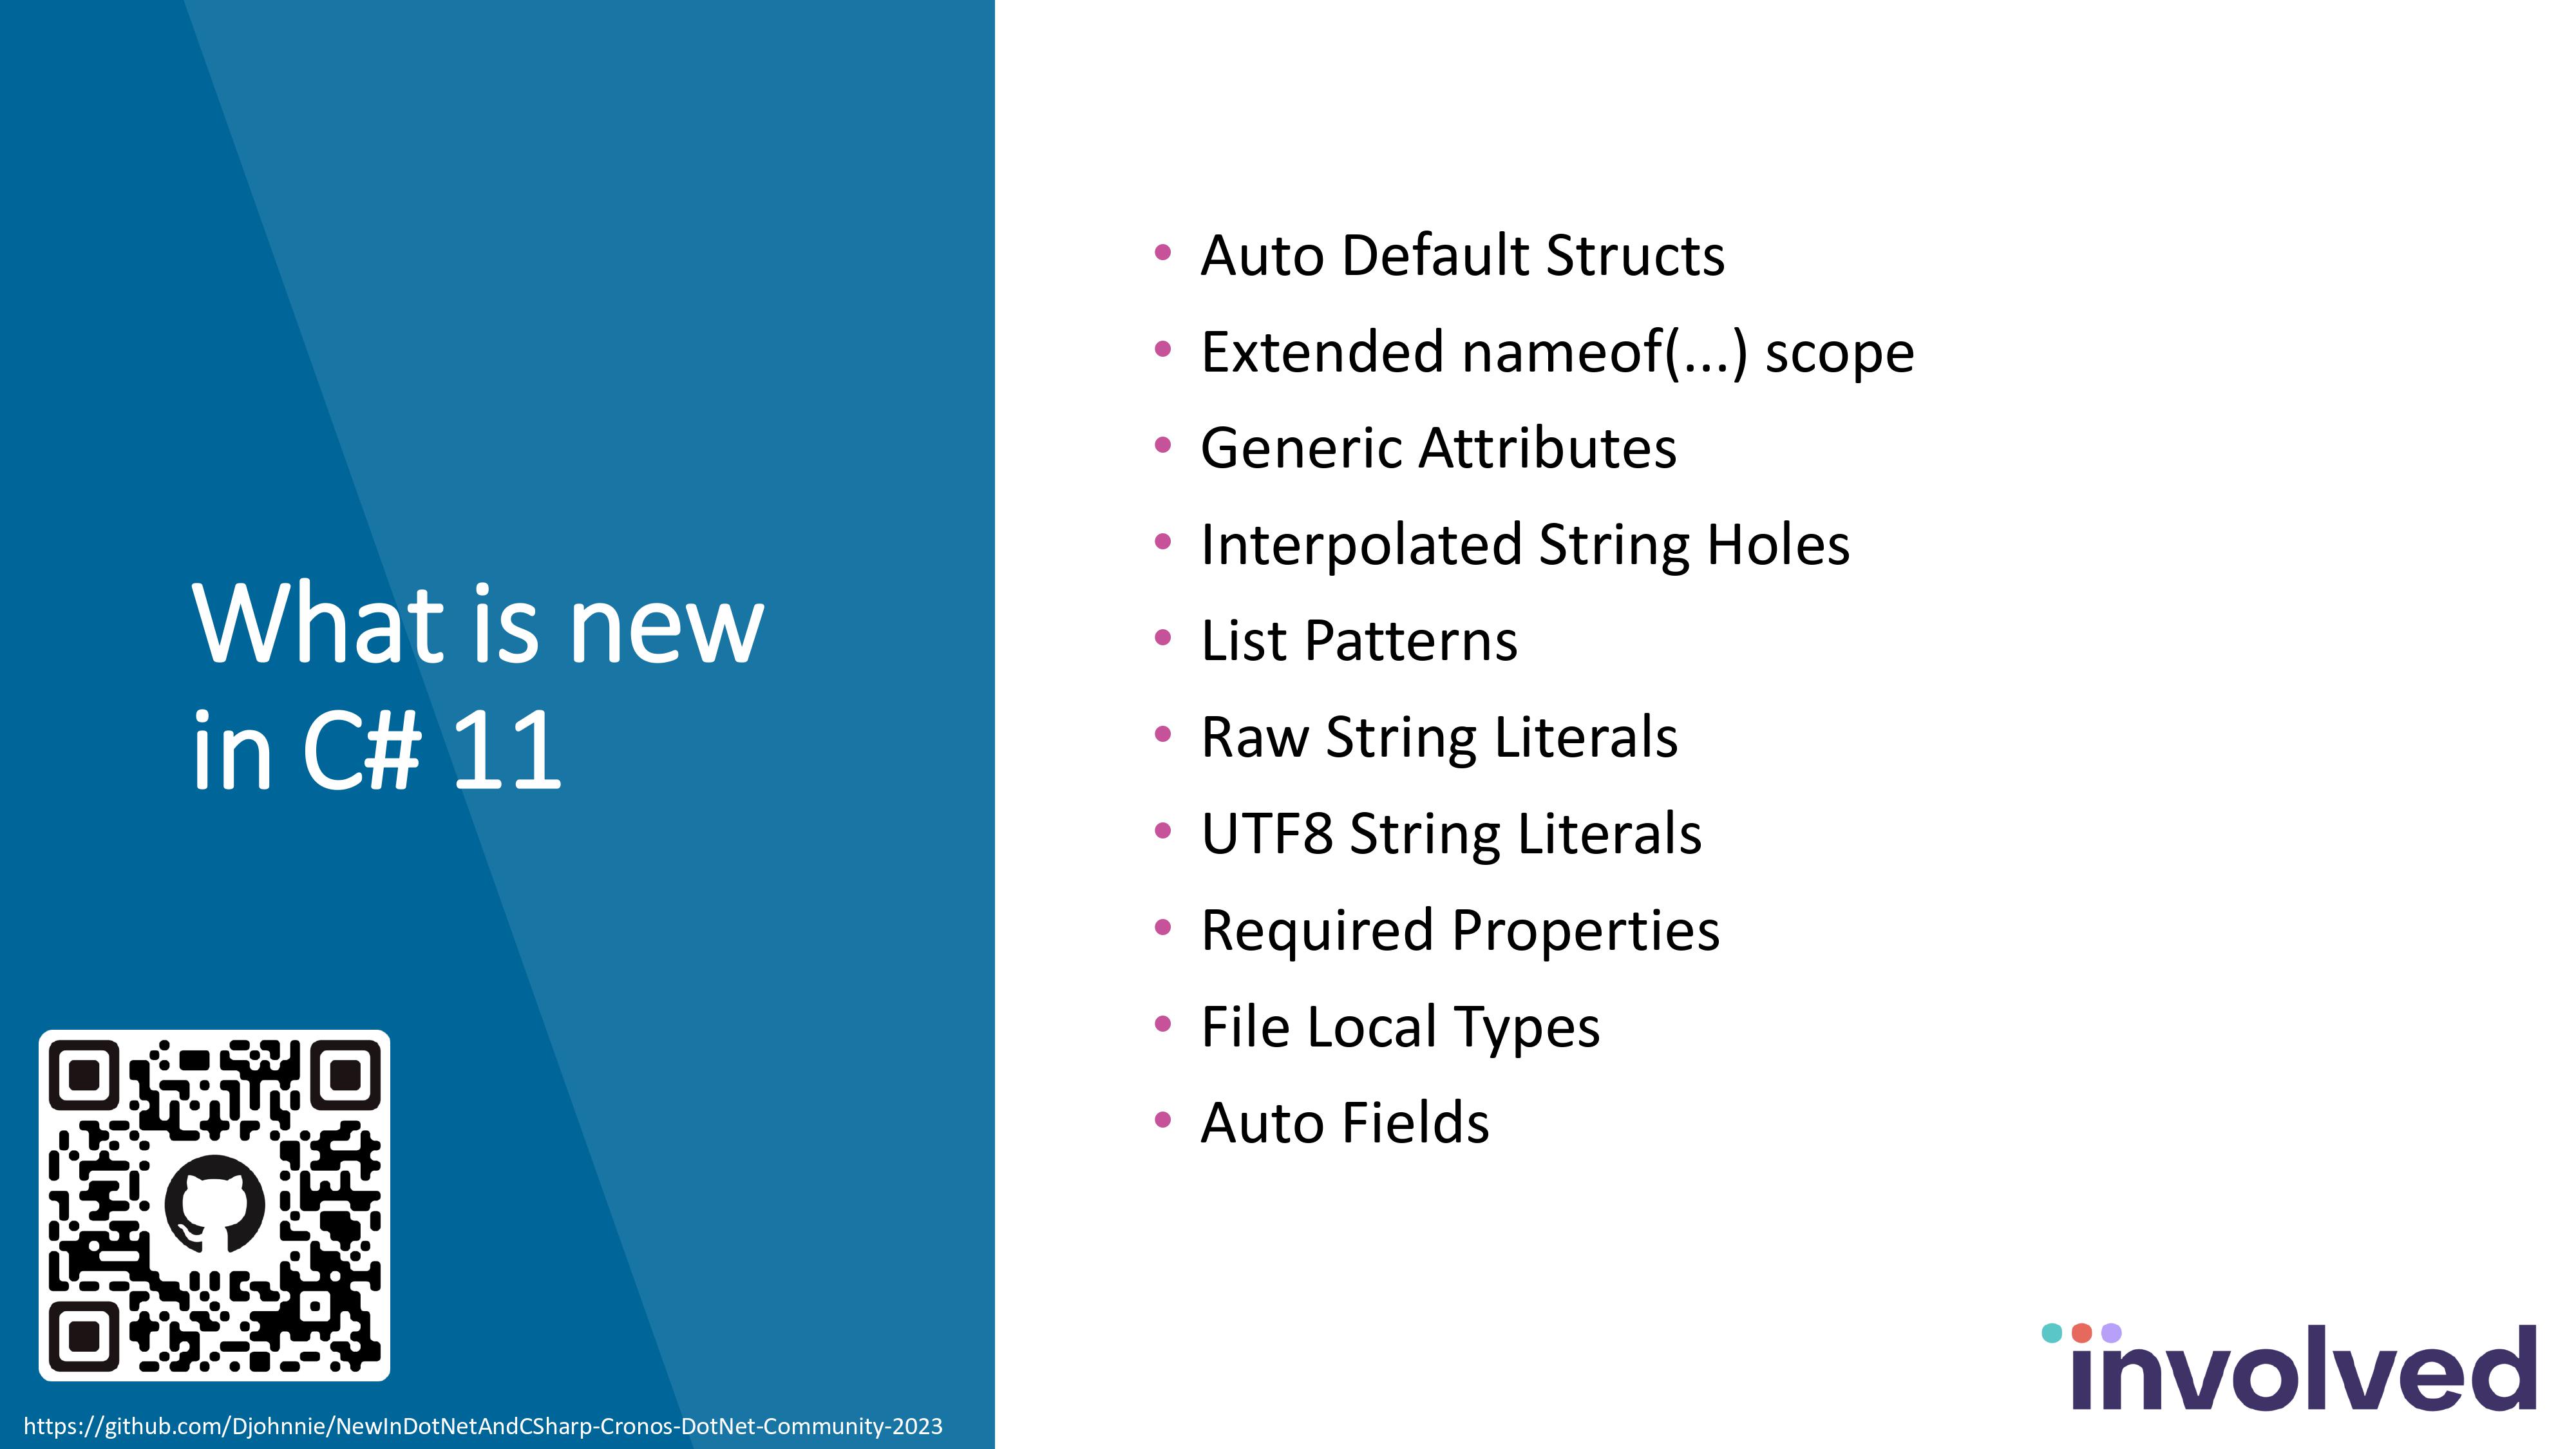 What is new
in C# 11
• Auto Default Structs
• Extended nameof(...) scope
• Generic Attributes
• Interpolated String Holes
• List Patterns
• Raw String Literals
• UTF8 String Literals
• Required Properties
• File Local Types
• Auto Fields
https://github.com/Djohnnie/NewInDotNetAndCSharp-Cronos-DotNet-Community-2023
involved